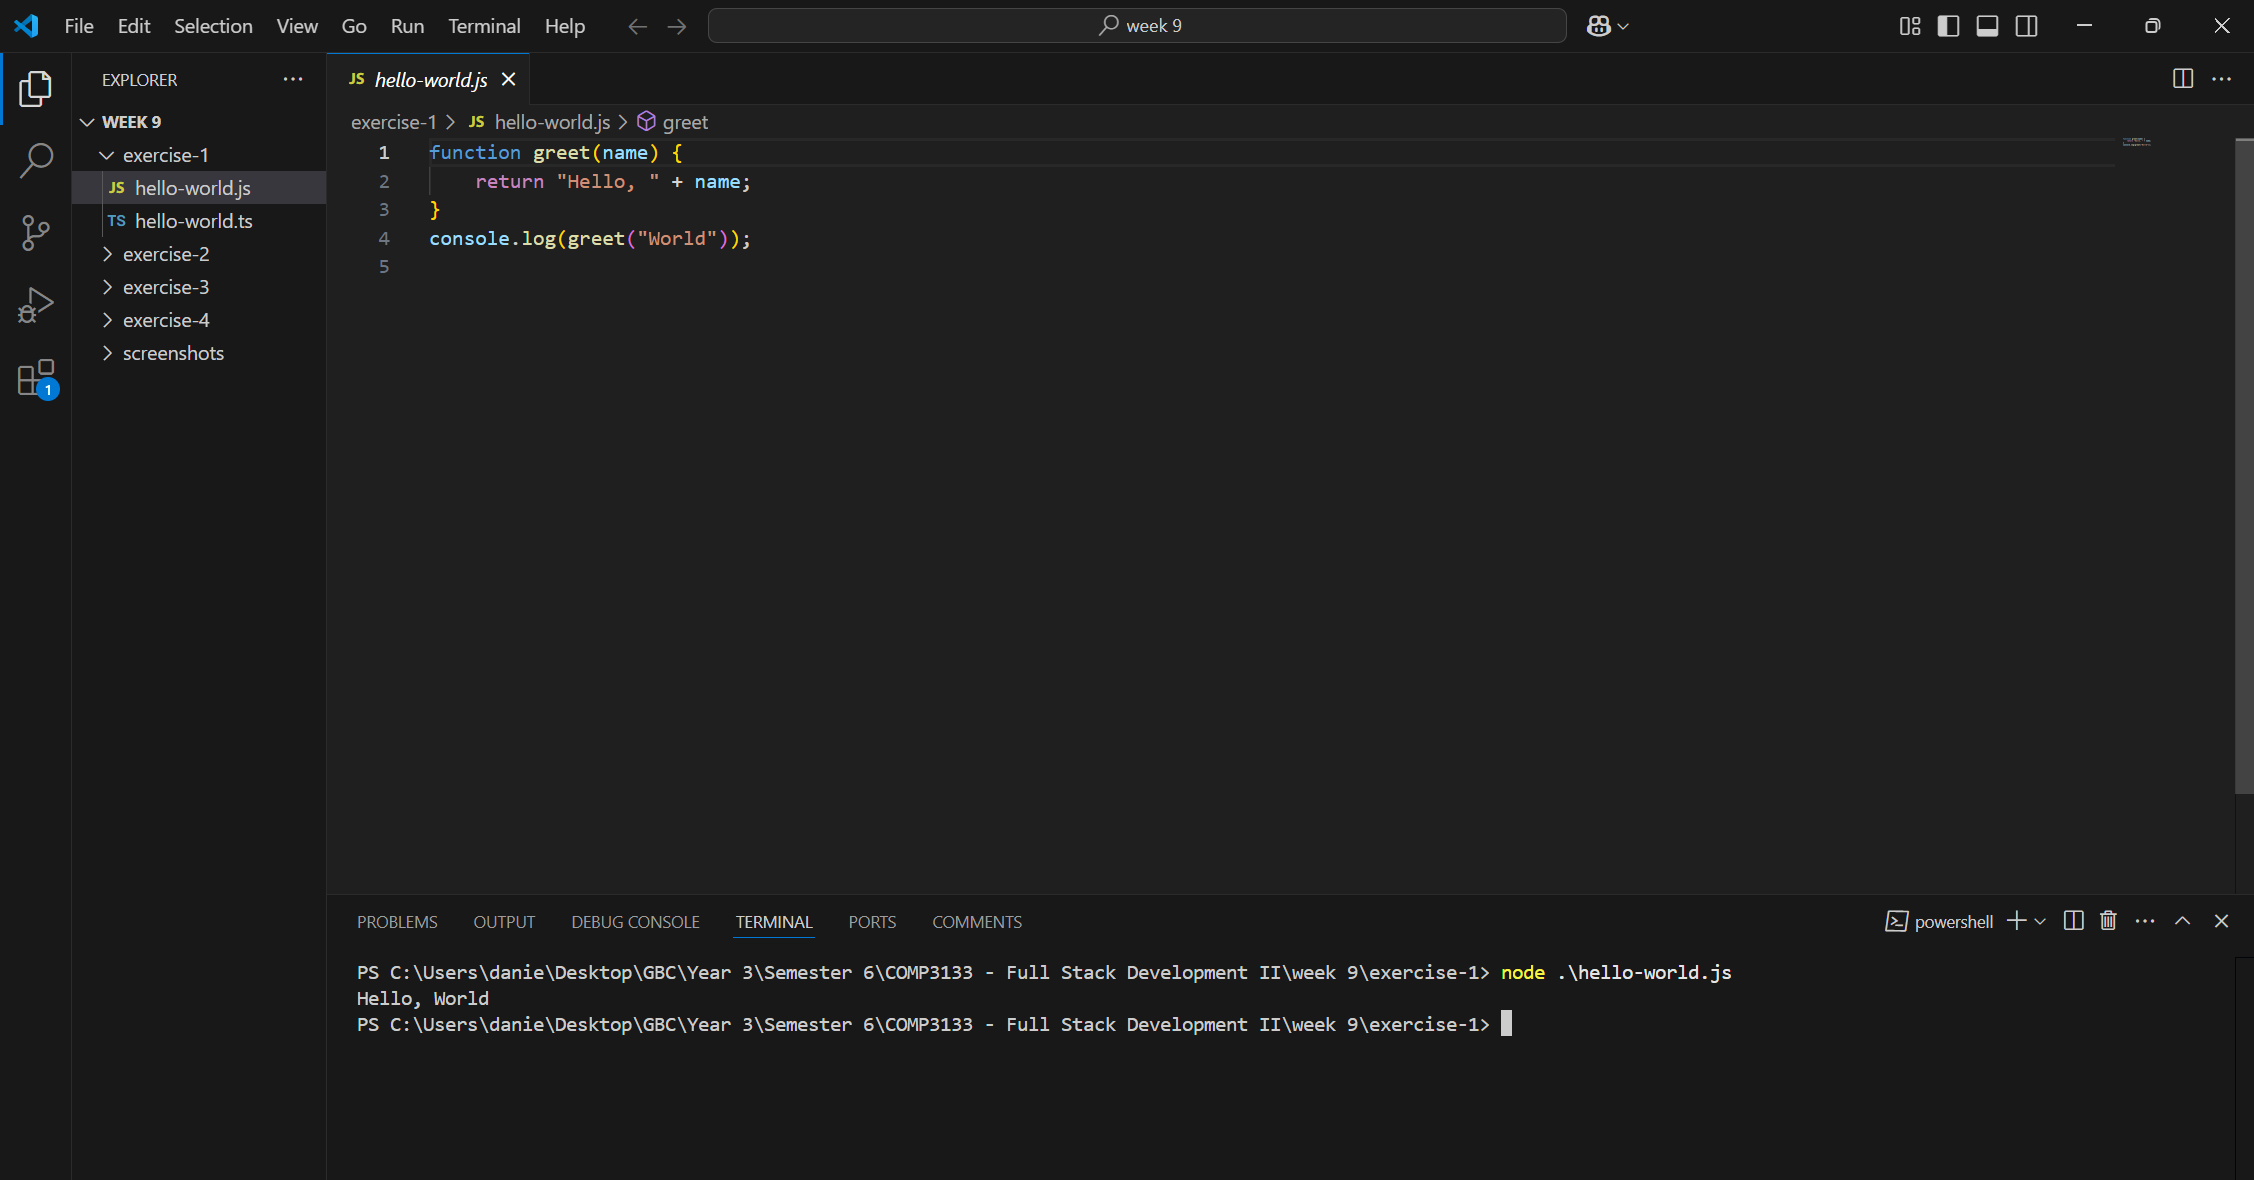 File Edit Selection View Go Run Terminal Help
week 9
EXPLORER
WEEK 9
exercise-1
JS hello-world.js
TS hello-world.ts
exercise-2
exercise-3
exercise-4
screenshots
1
JS hello-world.js
exercise-1 > JS hello-world.js > greet
1 function greet(name) {
2 return "Hello, " + name;
3 }
4 console.log(greet("World"));
5
PROBLEMS OUTPUT DEBUG CONSOLE TERMINAL PORTS COMMENTS
powershell
PS C:\Users\danie\Desktop\GBC\Year 3\Semester 6\COMP3133 - Full Stack Development II\week 9\exercise-1> node .\hello-world.js
Hello, World
PS C:\Users\danie\Desktop\GBC\Year 3\Semester 6\COMP3133 - Full Stack Development II\week 9\exercise-1>